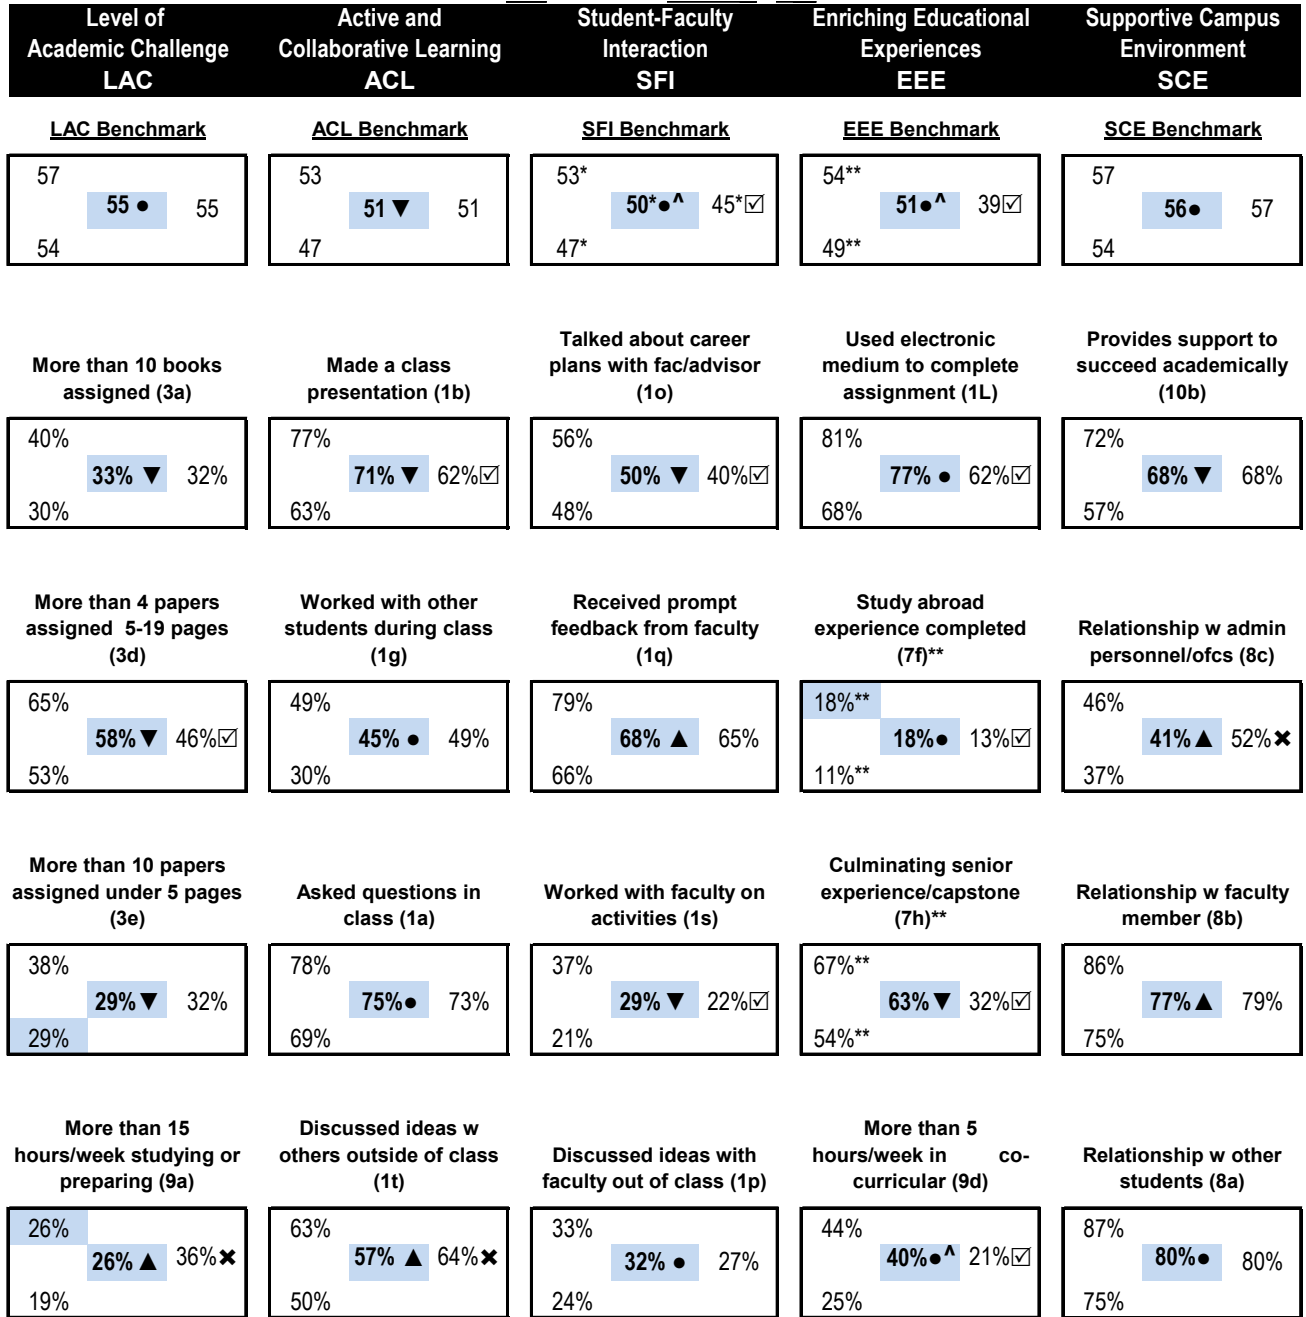 Level of
Academic Challenge
LAC
Active and
Collaborative Learning
ACL
Student-Faculty
Interaction
SFI
Enriching Educational
Experiences
EEE
Supportive Campus
Environment
SCE
LAC Benchmark
ACL Benchmark
SFI Benchmark
EEE Benchmark
SCE Benchmark
57
55 ● 55
54
53
51 ▼ 51
47
53*
50*●^ 45*☑
47*
54**
51●^ 39☑
49**
57
56● 57
54
More than 10 books
assigned (3a)
Made a class
presentation (1b)
Talked about career
plans with fac/advisor
(1o)
Used electronic
medium to complete
assignment (1L)
Provides support to
succeed academically
(10b)
40%
33% ▼ 32%
30%
77%
71% ▼ 62%☑
63%
56%
50% ▼ 40%☑
48%
81%
77% ● 62%☑
68%
72%
68% ▼ 68%
57%
More than 4 papers
assigned 5-19 pages
(3d)
Worked with other
students during class
(1g)
Received prompt
feedback from faculty
(1q)
Study abroad
experience completed
(7f)**
Relationship w admin
personnel/ofcs (8c)
65%
58% ▼ 46%☑
53%
49%
45% ● 49%
30%
79%
68% ▲ 65%
66%
18%**
18%● 13%☑
11%**
46%
41% ▲ 52%✖
37%
More than 10 papers
assigned under 5 pages
(3e)
Asked questions in
class (1a)
Worked with faculty on
activities (1s)
Culminating senior
experience/capstone
(7h)**
Relationship w faculty
member (8b)
38%
29% ▼ 32%
29%
78%
75%● 73%
69%
37%
29% ▼ 22%☑
21%
67%**
63% ▼ 32%☑
54%**
86%
77% ▲ 79%
75%
More than 15
hours/week studying or
preparing (9a)
Discussed ideas w
others outside of class
(1t)
Discussed ideas with
faculty out of class (1p)
More than 5
hours/week in co-
curricular (9d)
Relationship w other
students (8a)
26%
26% ▲ 36%✖
19%
63%
57% ▲ 64%✖
50%
33%
32% ● 27%
24%
44%
40%●^ 21%☑
25%
87%
80%● 80%
75%